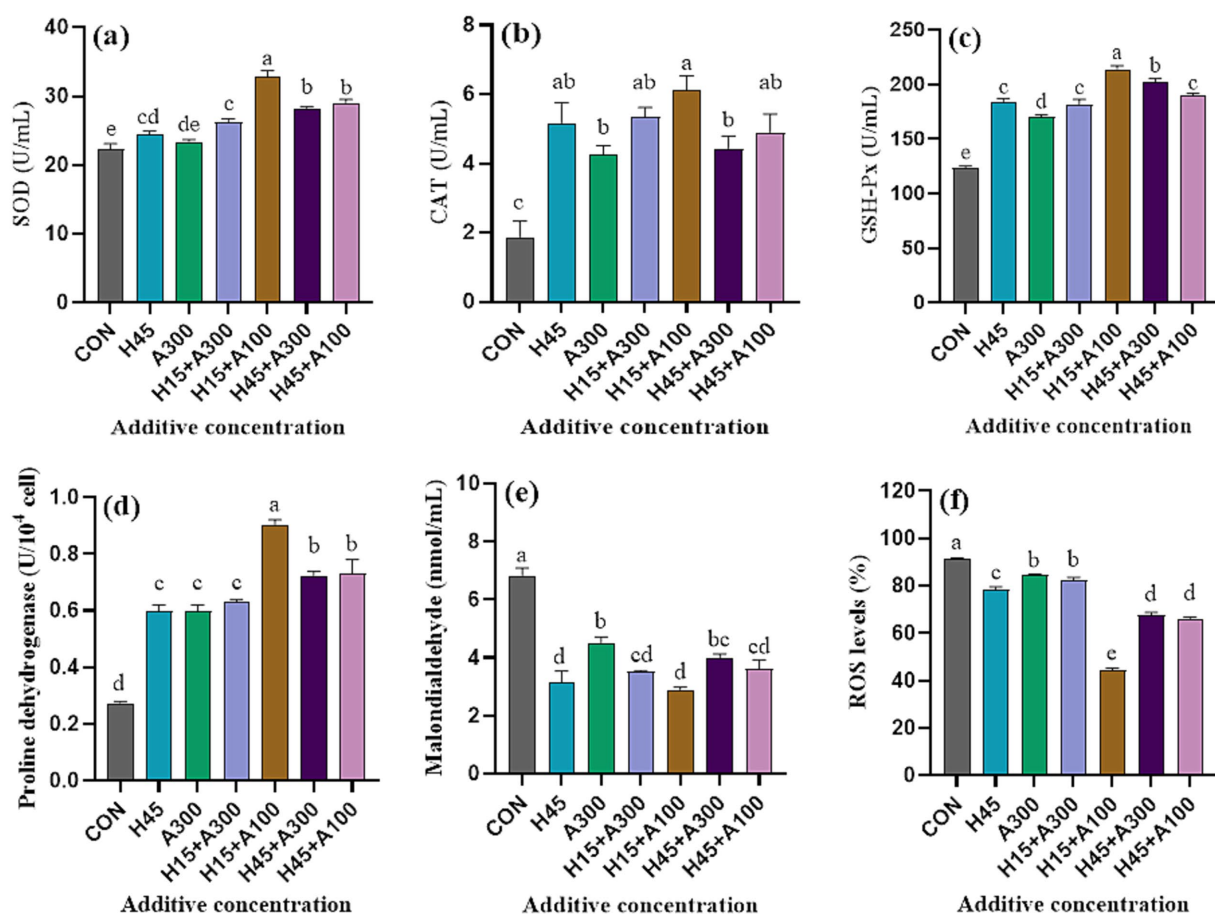 (a)
SOD (U/mL)
40
30
20
10
0
e
cd
de
c
a
b
b
CON
H45
A300
H15+A300
H15+A100
H45+A300
H45+A100
Additive concentration
(b)
CAT (U/mL)
8
6
4
2
0
c
ab
b
ab
a
b
ab
CON
H45
A300
H15+A300
H15+A100
H45+A300
H45+A100
Additive concentration
(c)
GSH-Px (U/mL)
250
200
150
100
50
0
e
c
d
c
a
b
c
CON
H45
A300
H15+A300
H15+A100
H45+A300
H45+A100
Additive concentration
(d)
Proline dehydrogenase (U/10⁴ cell)
1.0
0.8
0.6
0.4
0.2
0.0
d
c
c
c
a
b
b
CON
H45
A300
H15+A300
H15+A100
H45+A300
H45+A100
Additive concentration
(e)
Malondialdehyde (nmol/mL)
10
8
6
4
2
0
a
d
b
cd
d
bc
cd
CON
H45
A300
H15+A300
H15+A100
H45+A300
H45+A100
Additive concentration
(f)
ROS levels (%)
120
100
80
60
40
20
0
a
c
b
b
e
d
d
CON
H45
A300
H15+A300
H15+A100
H45+A300
H45+A100
Additive concentration